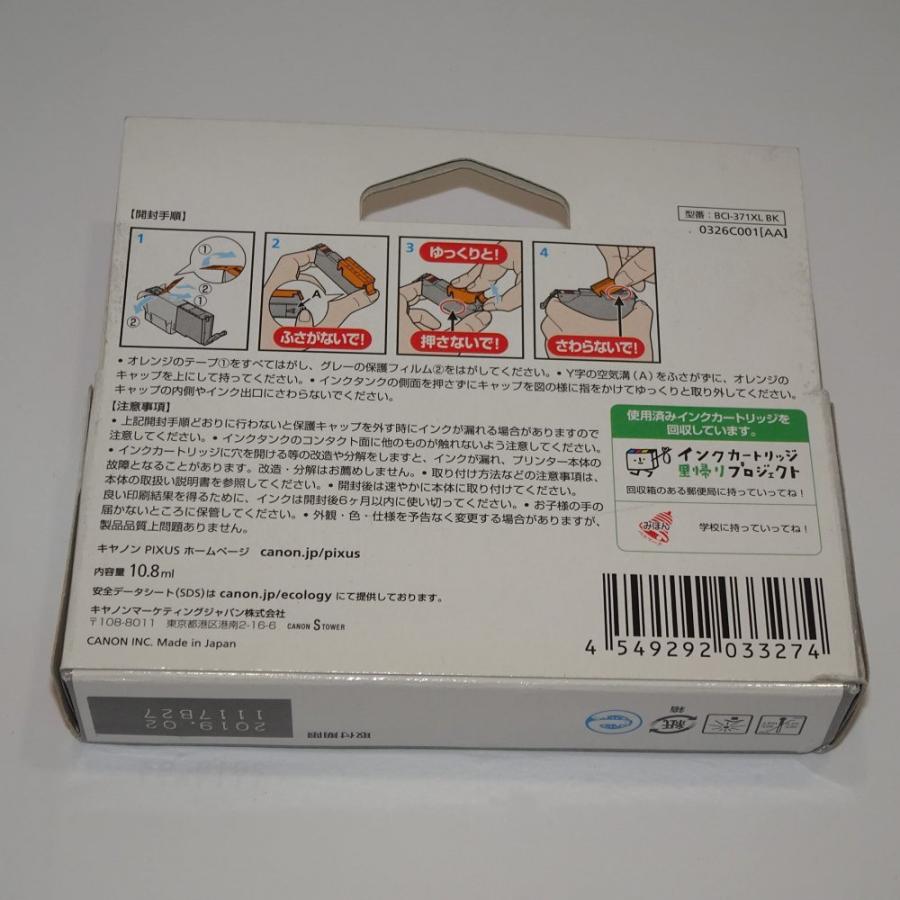 【開封手順】
型番：BCI-371XL BK
0326C001[AA]
1
①
②
①
②
2
A
ふさがないで！
3
ゆっくりと！
押さないで！
4
さわらないで！
・オレンジのテープ①をすべてはがし、グレーの保護フィルム②をはがしてください。・Y字の空気溝（A）をふさがずに、オレンジの
キャップを上にして持ってください。・インクタンクの側面を押さずにキャップを図の様に指をかけてゆっくりと取り外してください。
キャップの内側やインク出口にさわらないでください。
【注意事項】
・上記開封手順どおりに行わないと保護キャップを外す時にインクが漏れる場合がありますので
注意してください。・インクタンクのコンタクト面に他のものが触れないよう注意してください。
・インクカートリッジに穴を開ける等の改造や分解をしますと、インクが漏れ、プリンター本体の
故障となることがあります。改造・分解はお薦めしません。・取り付け方法などの注意事項は、
本体の取扱い説明書を参照してください。・開封後は速やかに本体に取り付けてください。
良い印刷結果を得るために、インクは開封後6ヶ月以内に使い切ってください。・お子様の手の
届かないところに保管してください。・外観・色・仕様を予告なく変更する場合がありますが、
製品品質上問題ありません。
使用済みインクカートリッジを
回収しています。
インクカートリッジ
里帰りプロジェクト
回収箱のある郵便局に持っていってね！
みほん
学校に持っていってね！
キヤノン PIXUS ホームページ canon.jp/pixus
内容量 10.8ml
安全データシート(SDS)は canon.jp/ecology にて提供しております。
キヤノンマーケティングジャパン株式会社
〒108-8011 東京都港区港南2-16-6 CANON S TOWER
CANON INC. Made in Japan
4 549292 033274
2019.02
1117B27
取付期限
箱
紙